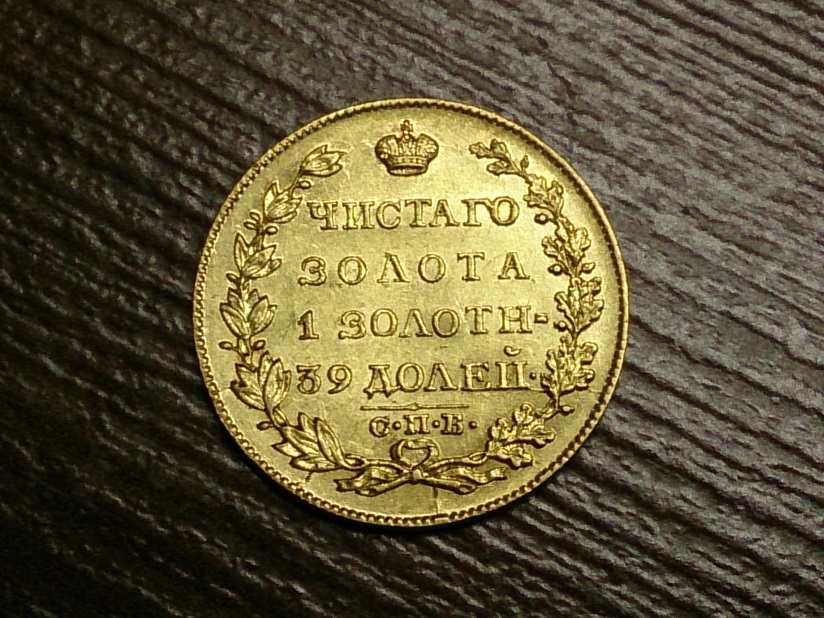 ЧИСТАГО
ЗОЛОТА
1 ЗОЛОТН-
39 ДОЛЕЙ·
С·П·Б·